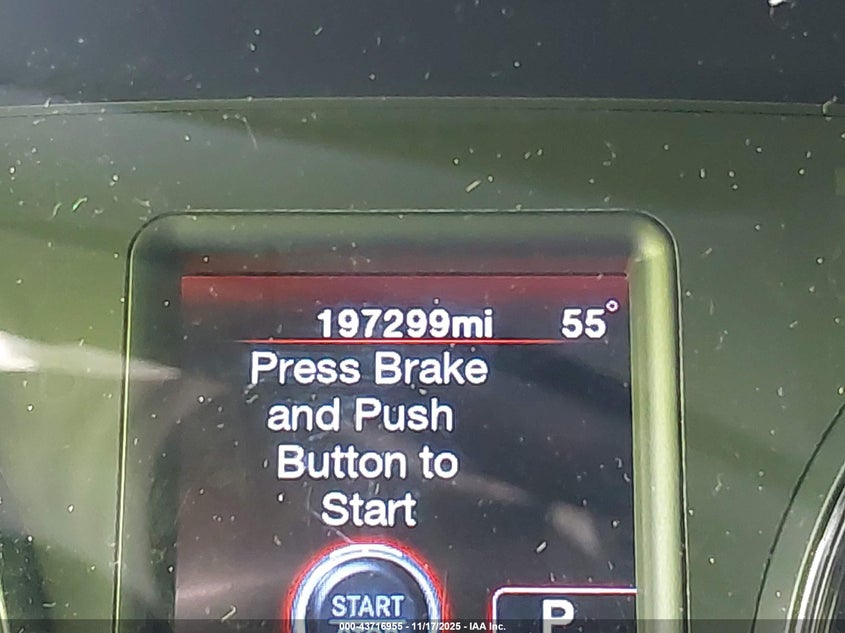 197299mi 55°
Press Brake
and Push
Button to
Start
START
P
000-43716955 - 11/17/2025 - IAA Inc.